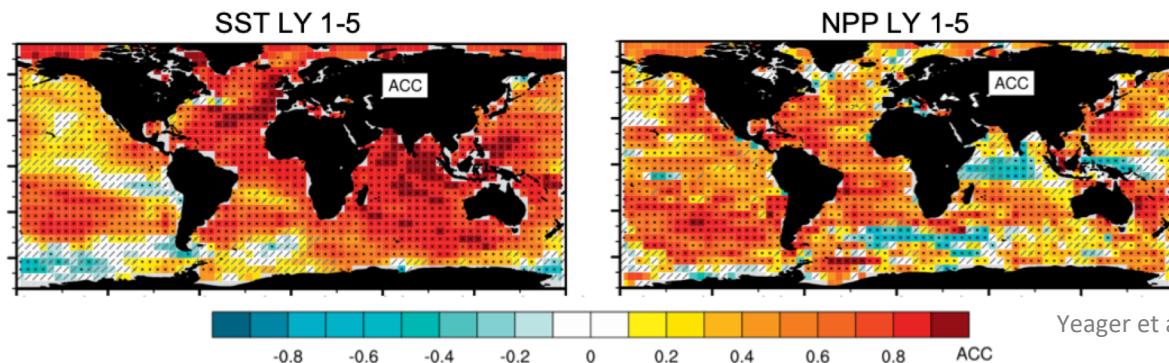 SST LY 1-5
NPP LY 1-5
ACC
ACC
-0.8 -0.6 -0.4 -0.2 0 0.2 0.4 0.6 0.8 ACC
Yeager et a